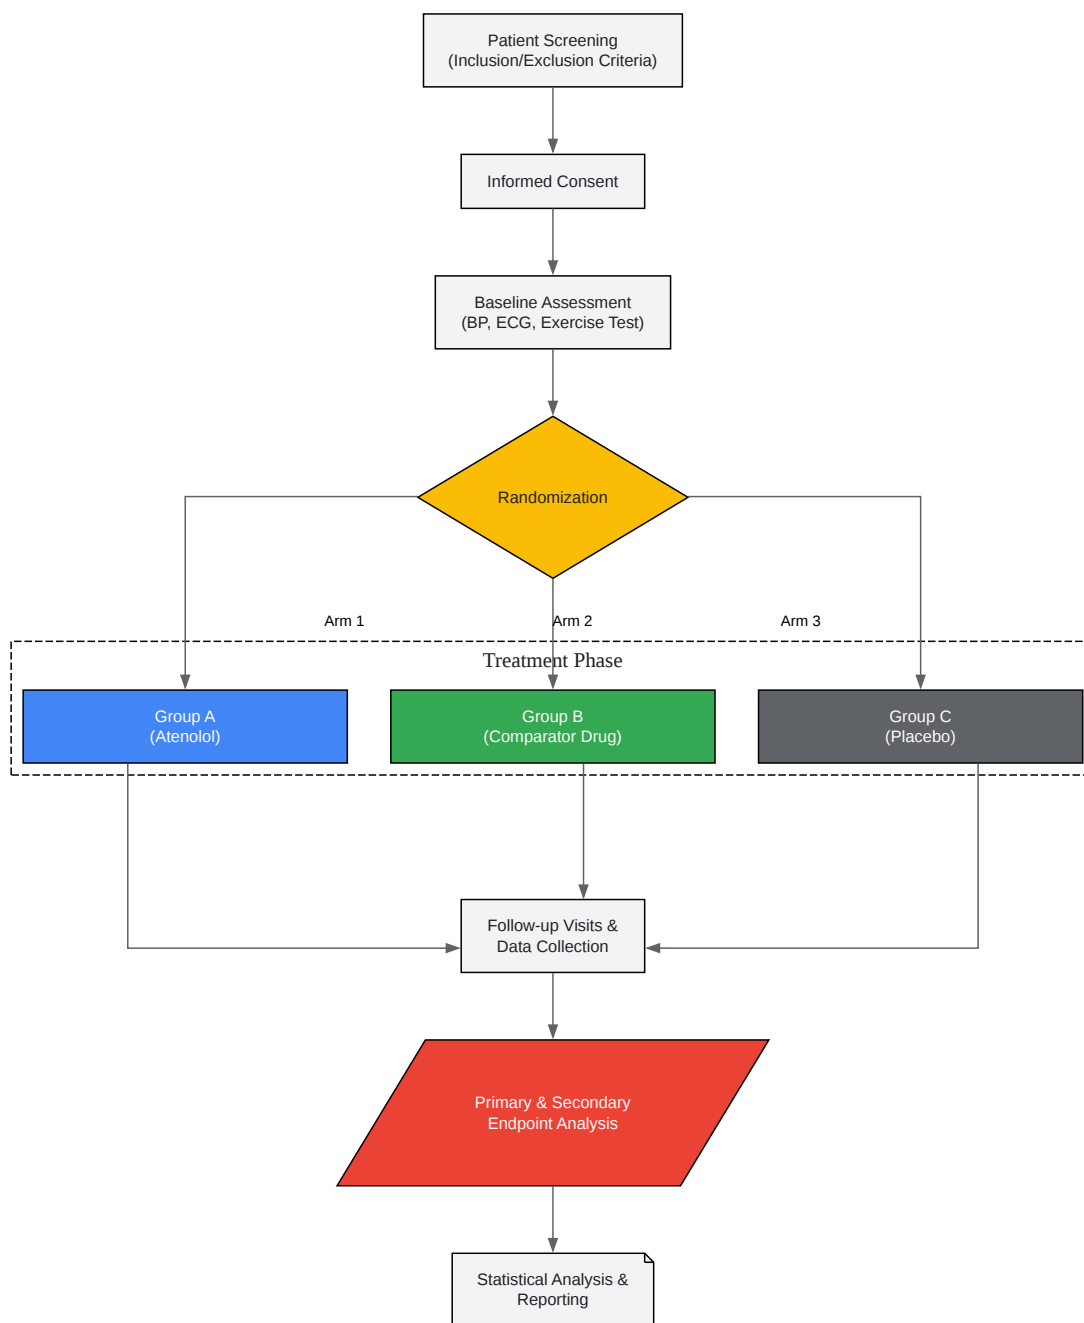 Patient Screening
(Inclusion/Exclusion Criteria)
Informed Consent
Baseline Assessment
(BP, ECG, Exercise Test)
Randomization
Arm 1
Arm 2
Arm 3
Treatment Phase
Group A
(Atenolol)
Group B
(Comparator Drug)
Group C
(Placebo)
Follow-up Visits &
Data Collection
Primary & Secondary
Endpoint Analysis
Statistical Analysis &
Reporting